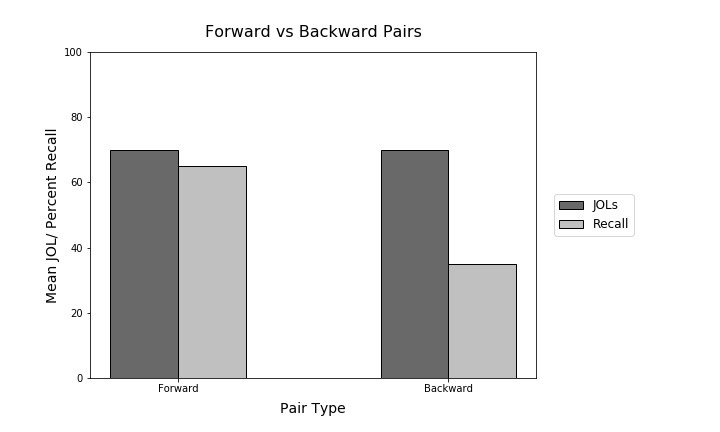 Forward vs Backward Pairs
100
80
60
40
20
0
Mean JOL/ Percent Recall
Forward
Backward
Pair Type
JOLs
Recall